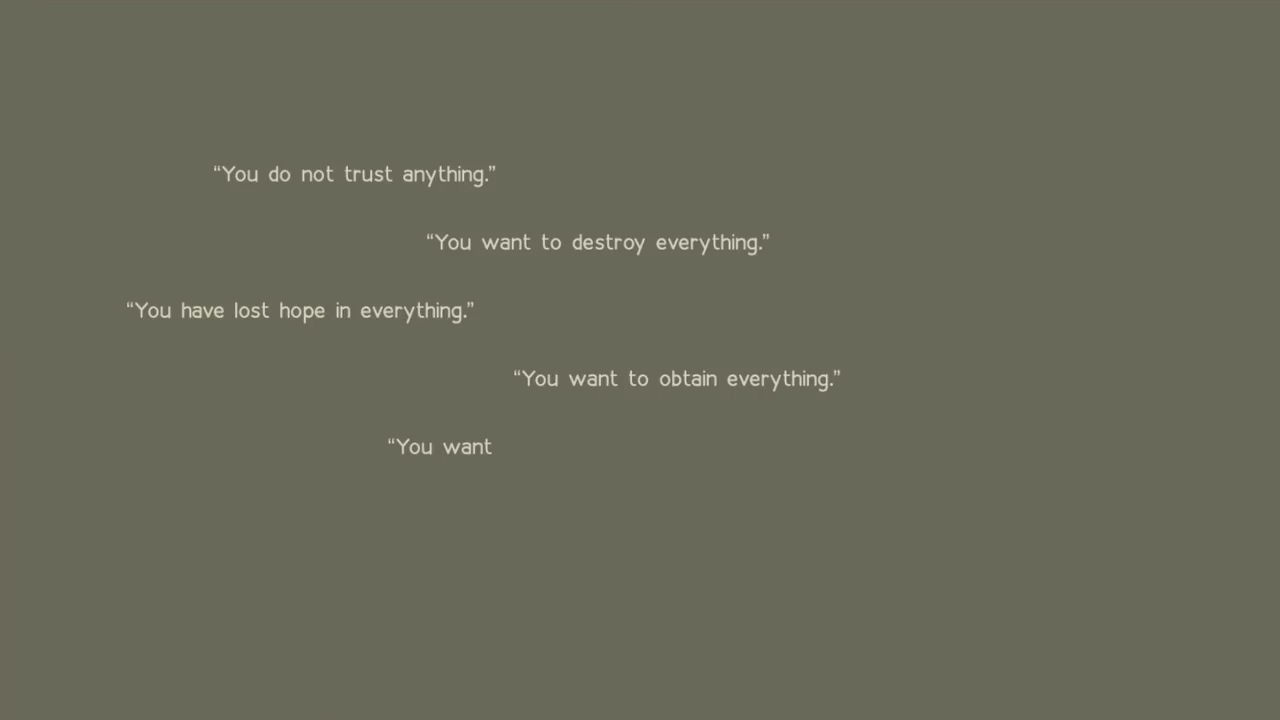 “You do not trust anything.”
“You want to destroy everything.”
“You have lost hope in everything.”
“You want to obtain everything.”
“You want